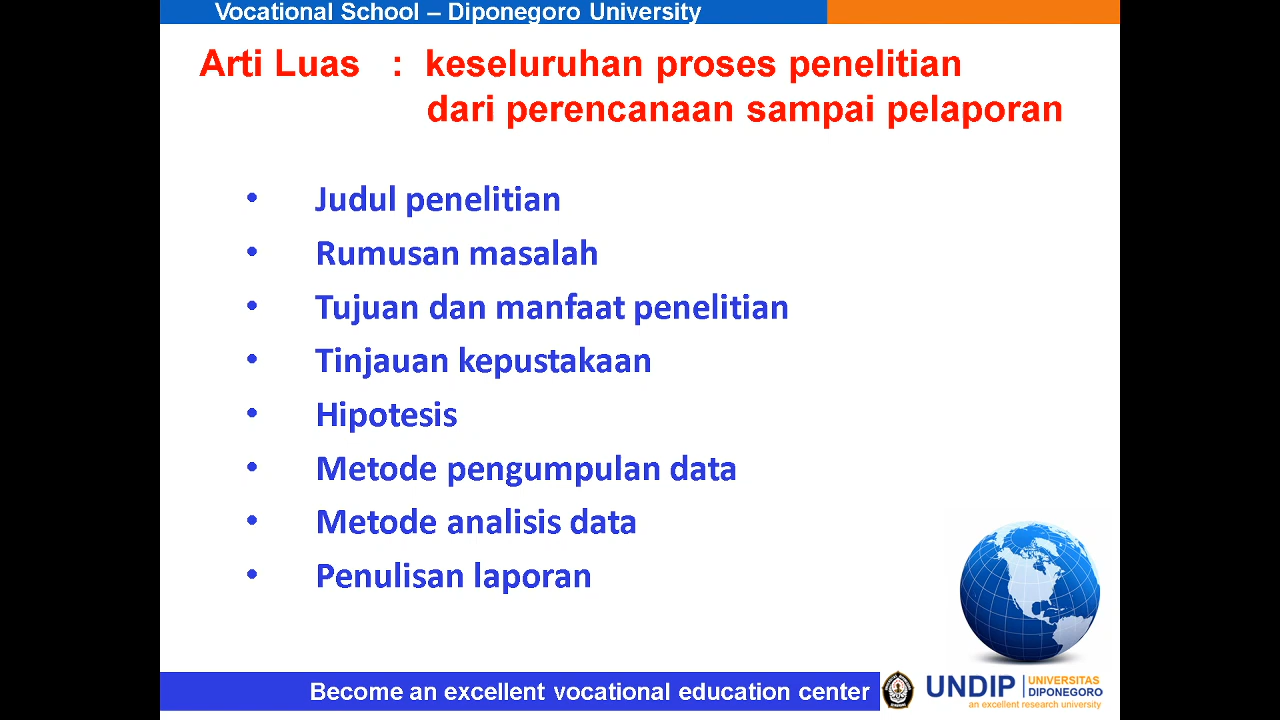 Vocational School – Diponegoro University
Arti Luas : keseluruhan proses penelitian
dari perencanaan sampai pelaporan
• Judul penelitian
• Rumusan masalah
• Tujuan dan manfaat penelitian
• Tinjauan kepustakaan
• Hipotesis
• Metode pengumpulan data
• Metode analisis data
• Penulisan laporan
Become an excellent vocational education center
UNDIP UNIVERSITAS
DIPONEGORO
an excellent research university